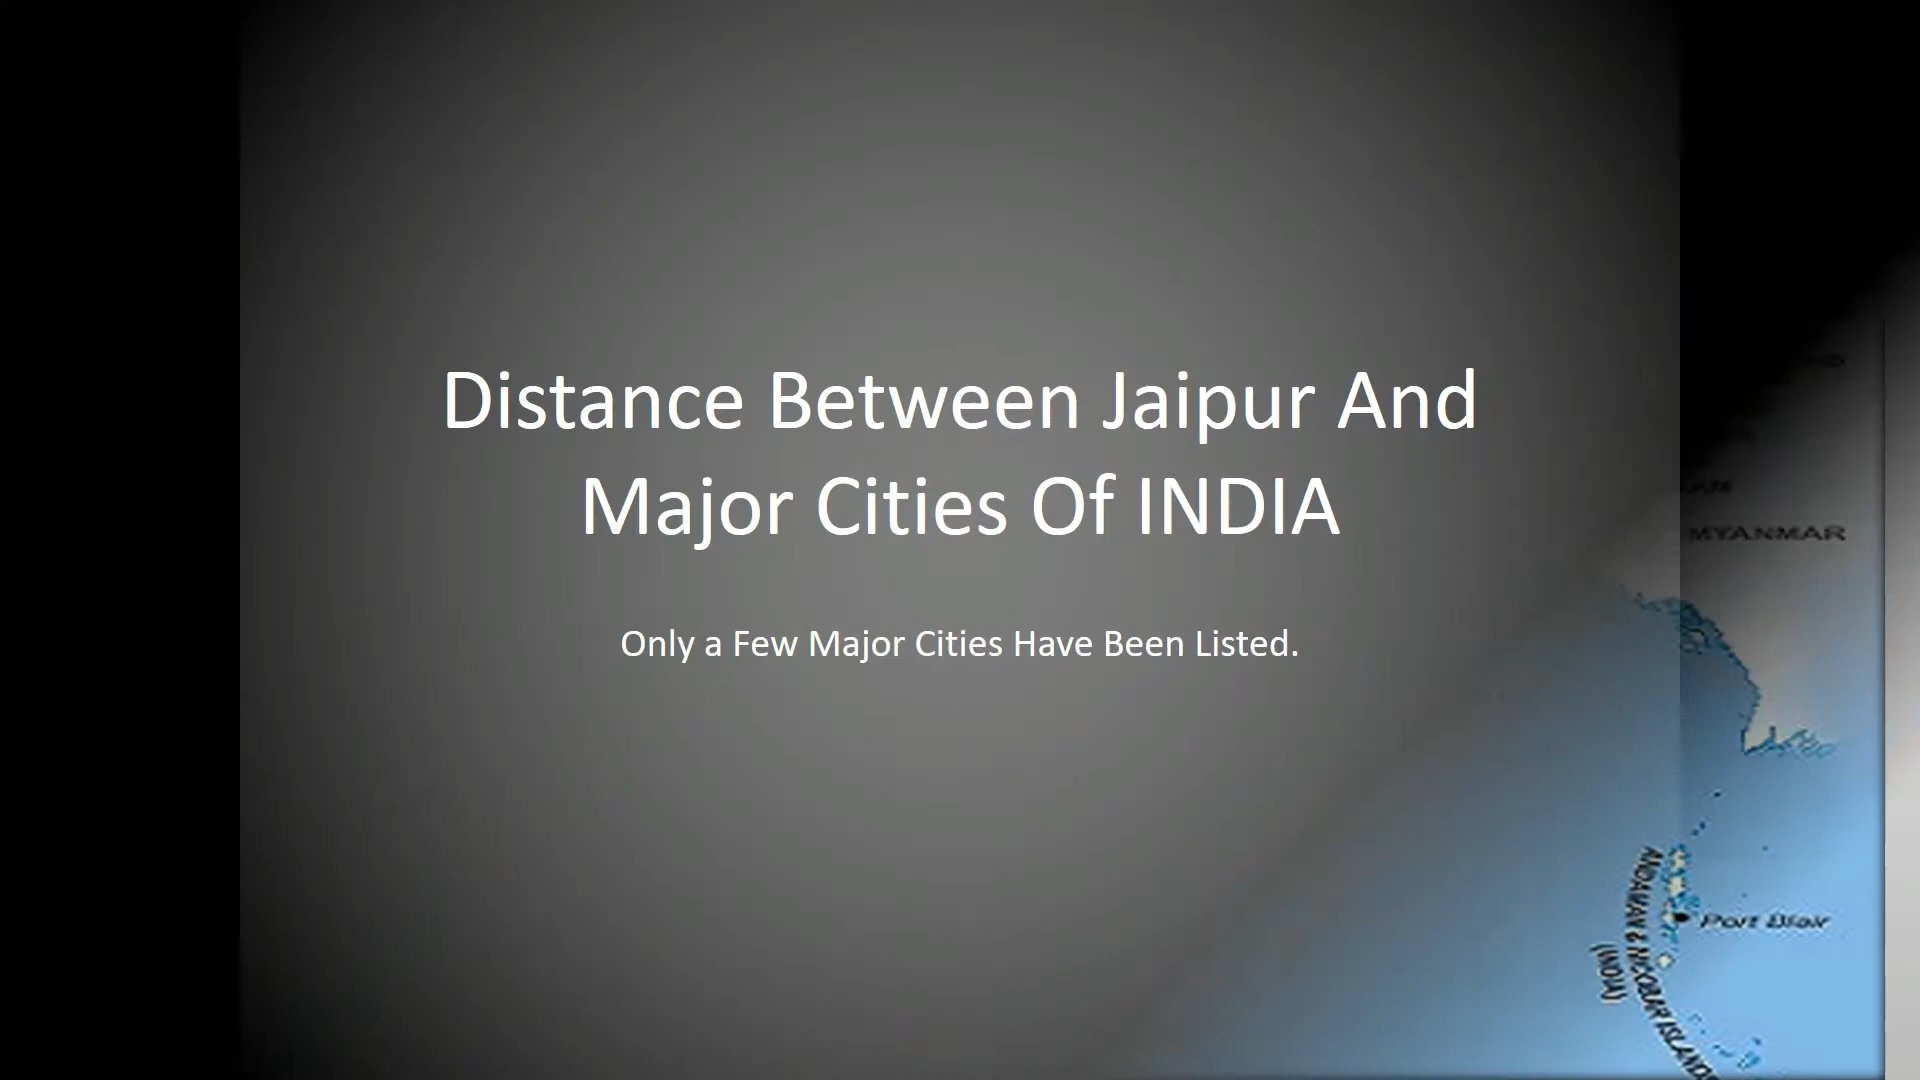 Distance Between Jaipur And
Major Cities Of INDIA
Only a Few Major Cities Have Been Listed.
MYANMAR
Port Blair
ANDAMAN & NICOBAR ISLANDS
(INDIA)